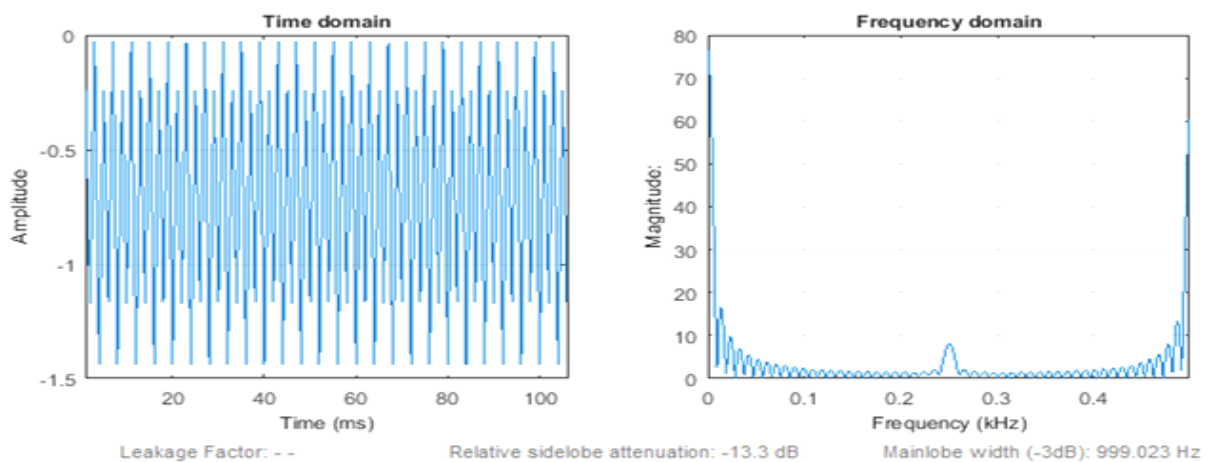 Time domain
0
-0.5
-1
-1.5
Amplitude
20 40 60 80 100
Time (ms)
Frequency domain
80
70
60
50
40
30
20
10
0
Magnitude:
0 0.1 0.2 0.3 0.4
Frequency (kHz)
Leakage Factor: - - Relative sidelobe attenuation: -13.3 dB Mainlobe width (-3dB): 999.023 Hz